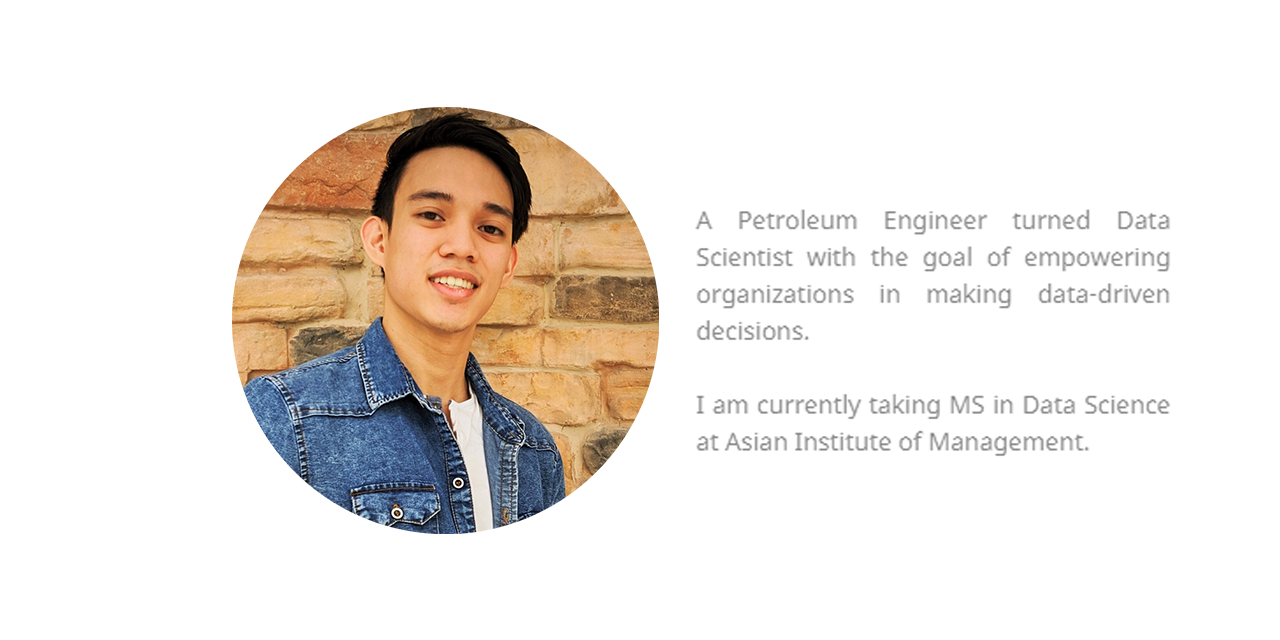 A Petroleum Engineer turned Data
Scientist with the goal of empowering
organizations in making data-driven
decisions.
I am currently taking MS in Data Science
at Asian Institute of Management.